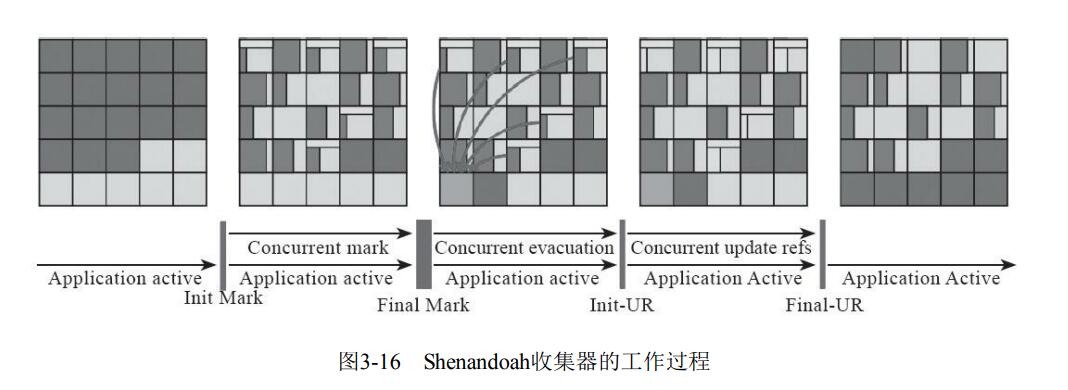 Concurrent mark
Concurrent evacuation
Concurrent update refs
Application active
Application active
Application active
Application Active
Application Active
Init Mark
Final Mark
Init-UR
Final-UR
图3-16 Shenandoah收集器的工作过程